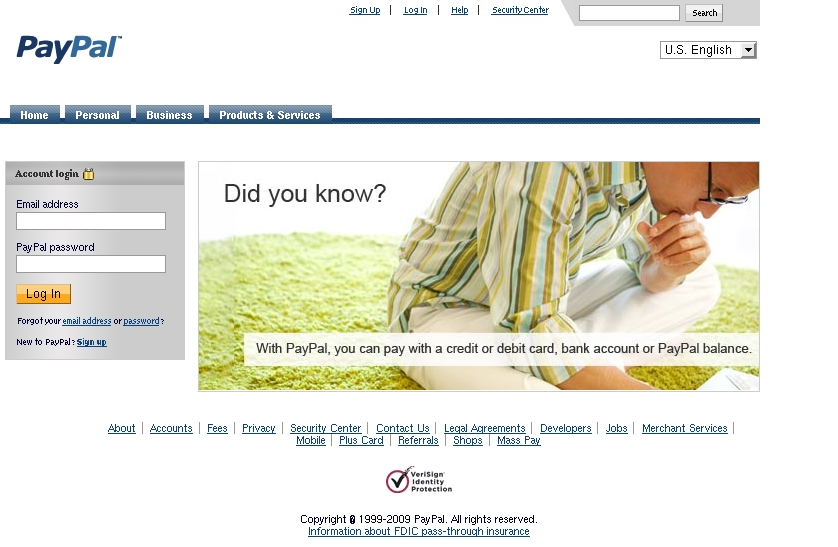 Sign Up | Log In | Help | Security Center Search
PayPal™
U.S. English
Home Personal Business Products & Services
Account login
Email address
PayPal password
Log In
Forgot your email address or password?
New to PayPal? Sign up
Did you know?
With PayPal, you can pay with a credit or debit card, bank account or PayPal balance.
About | Accounts | Fees | Privacy | Security Center | Contact Us | Legal Agreements | Developers | Jobs | Merchant Services |
Mobile | Plus Card | Referrals | Shops | Mass Pay
VeriSign
Identity
Protection
Copyright � 1999-2009 PayPal. All rights reserved.
Information about FDIC pass-through insurance